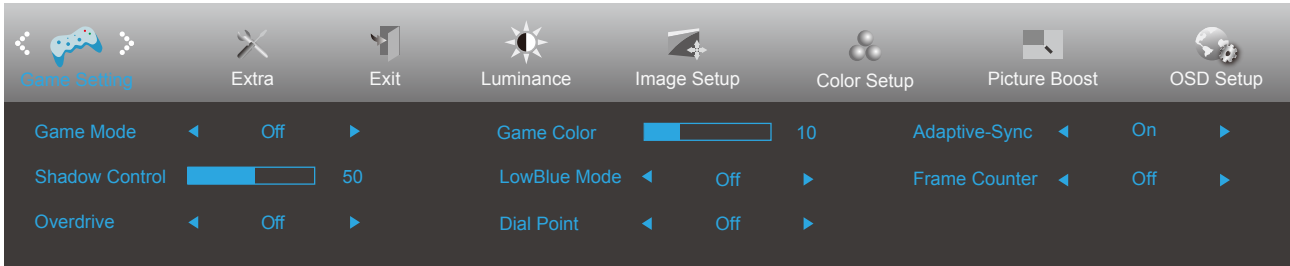 Game Setting Extra Exit Luminance Image Setup Color Setup Picture Boost OSD Setup
Game Mode Off Game Color 10 Adaptive-Sync On
Shadow Control 50 LowBlue Mode Off Frame Counter Off
Overdrive Off Dial Point Off